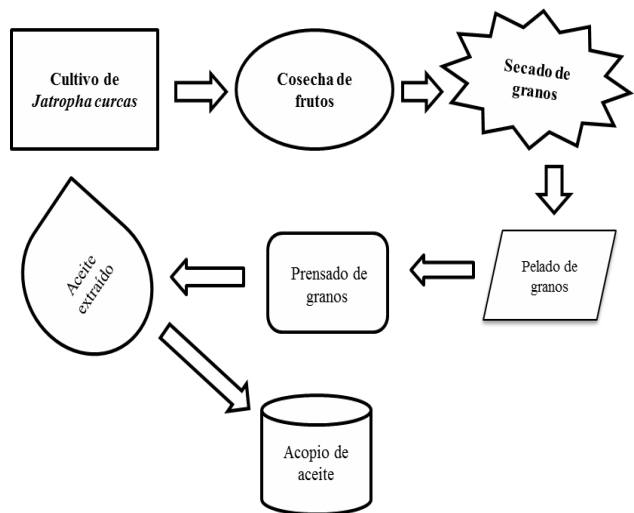 Cultivo de
Jatropha curcas
Cosecha de
frutos
Secado de
granos
Pelado de
granos
Prensado de
granos
Aceite
extraído
Acopio de
aceite